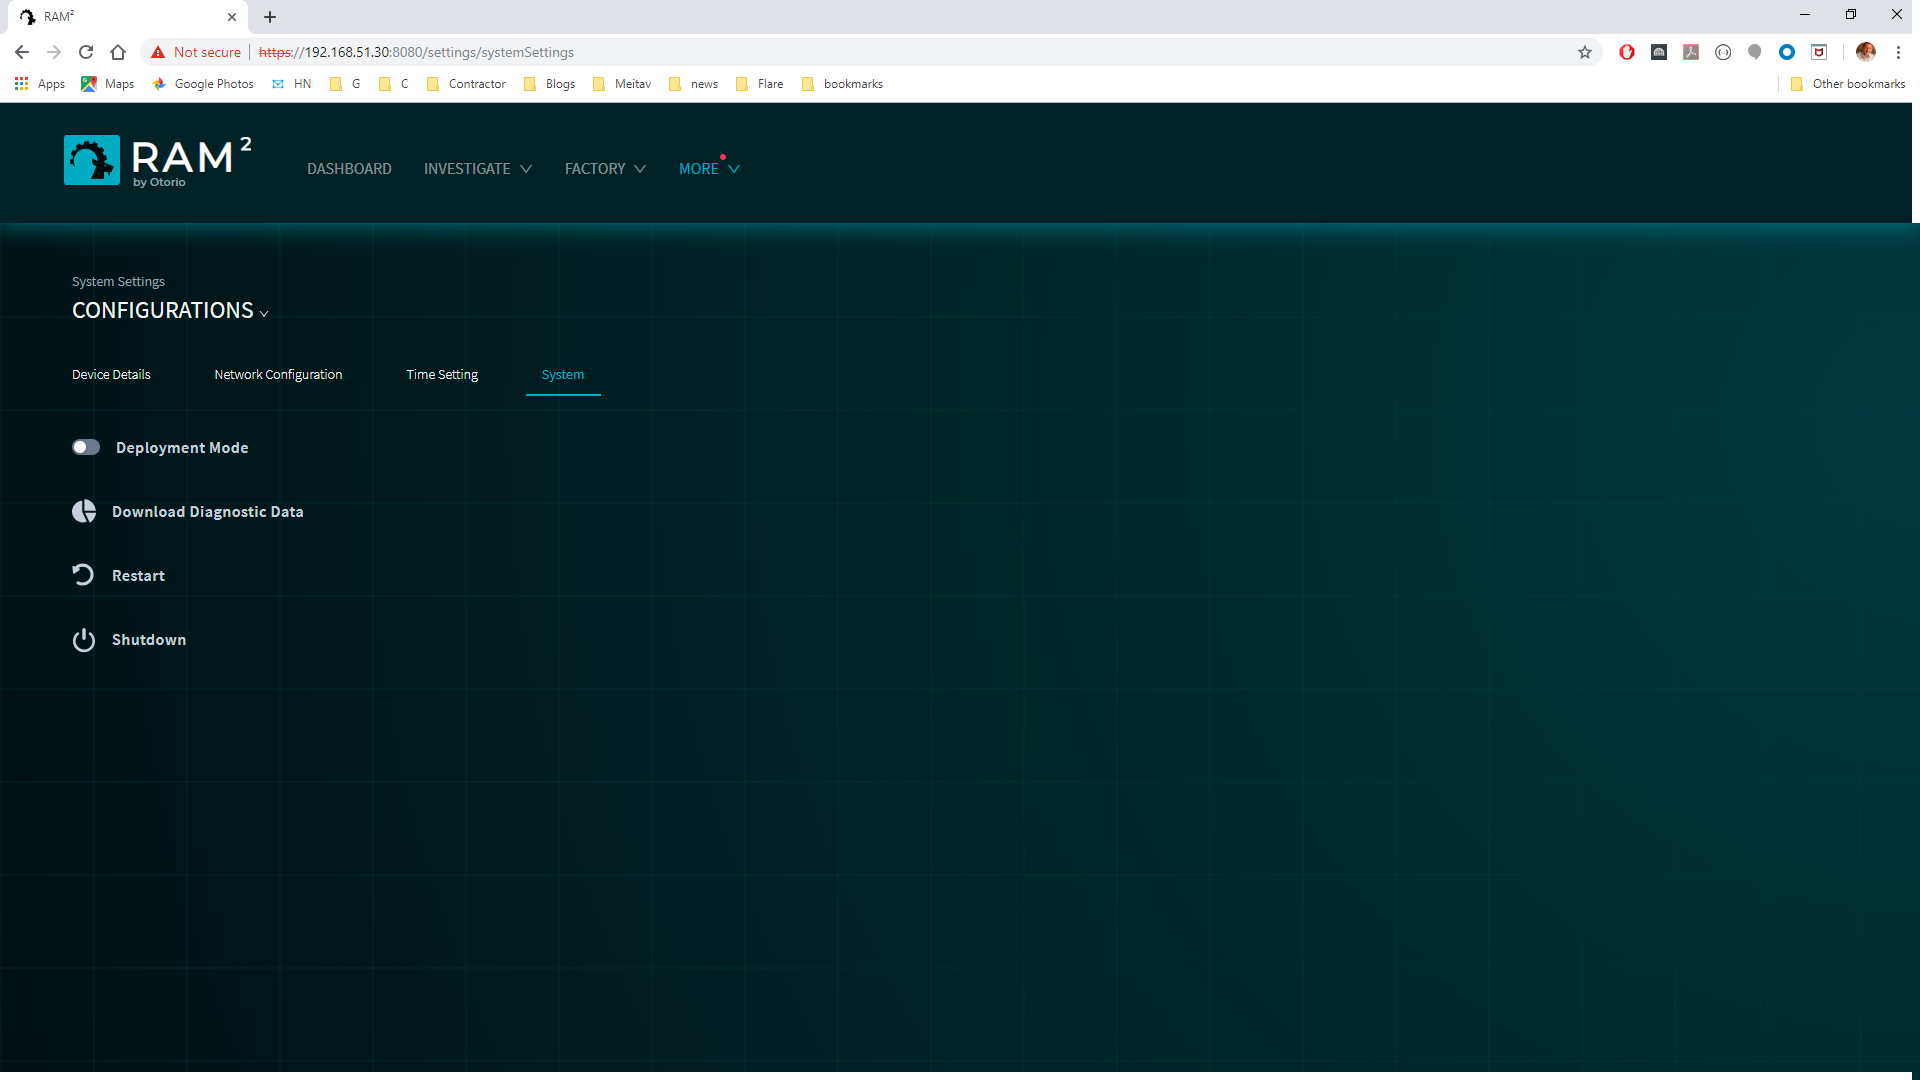 RAM²
Not secure | https://192.168.51.30:8080/settings/systemSettings
Apps Maps Google Photos HN G C Contractor Blogs Meitav news Flare bookmarks Other bookmarks
RAM²
by Otorio
DASHBOARD INVESTIGATE FACTORY MORE
System Settings
CONFIGURATIONS
Device Details Network Configuration Time Setting System
Deployment Mode
Download Diagnostic Data
Restart
Shutdown